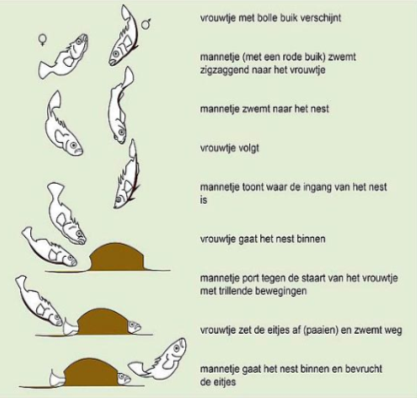 vrouwtje met bolle buik verschijnt
♀ ♂
mannetje (met een rode buik) zwemt
zigzaggend naar het vrouwtje
mannetje zwemt naar het nest
vrouwtje volgt
mannetje toont waar de ingang van het nest
is
vrouwtje gaat het nest binnen
mannetje port tegen de staart van het vrouwtje
met trillende bewegingen
vrouwtje zet de eitjes af (paaien) en zwemt weg
mannetje gaat het nest binnen en bevrucht
de eitjes